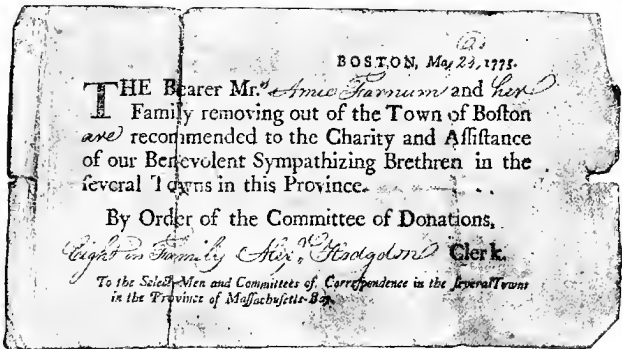 BOSTON, May 24, 1775.
THE Bearer Mrs Amie Farnum and her
Family removing out of the Town of Boſton
are recommended to the Charity and Aſſiſtance
of our Benevolent Sympathizing Brethren in the
ſeveral Towns in this Province.
By Order of the Committee of Donations,
Eight in Family Alexr Hodgdon Clerk.
To the Select-Men and Committees of Correſpondence in the ſeveral Towns
in the Province of Maſſachuſetts-Bay.